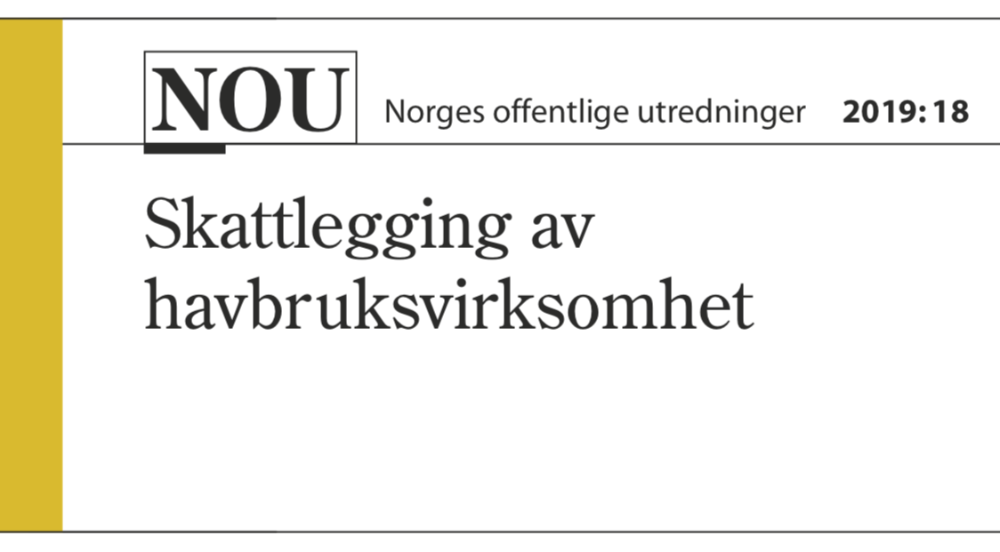 NOU Norges offentlige utredninger 2019: 18
Skattlegging av
havbruksvirksomhet